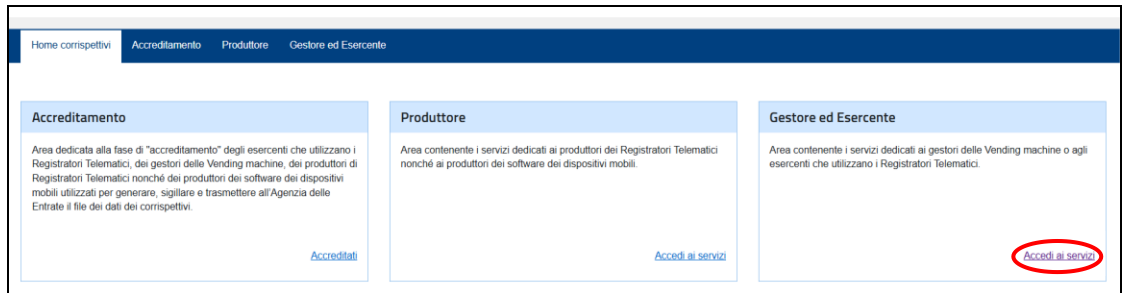 Home corrispettivi Accreditamento Produttore Gestore ed Esercente
Accreditamento
Area dedicata alla fase di "accreditamento" degli esercenti che utilizzano i
Registratori Telematici, dei gestori delle Vending machine, dei produttori di
Registratori Telematici nonché dei produttori dei software dei dispositivi
mobili utilizzati per generare, sigillare e trasmettere all'Agenzia delle
Entrate il file dei dati dei corrispettivi.
Accreditati
Produttore
Area contenente i servizi dedicati ai produttori dei Registratori Telematici
nonché ai produttori dei software dei dispositivi mobili.
Accedi ai servizi
Gestore ed Esercente
Area contenente i servizi dedicati ai gestori delle Vending machine o agli
esercenti che utilizzano i Registratori Telematici.
Accedi ai servizi